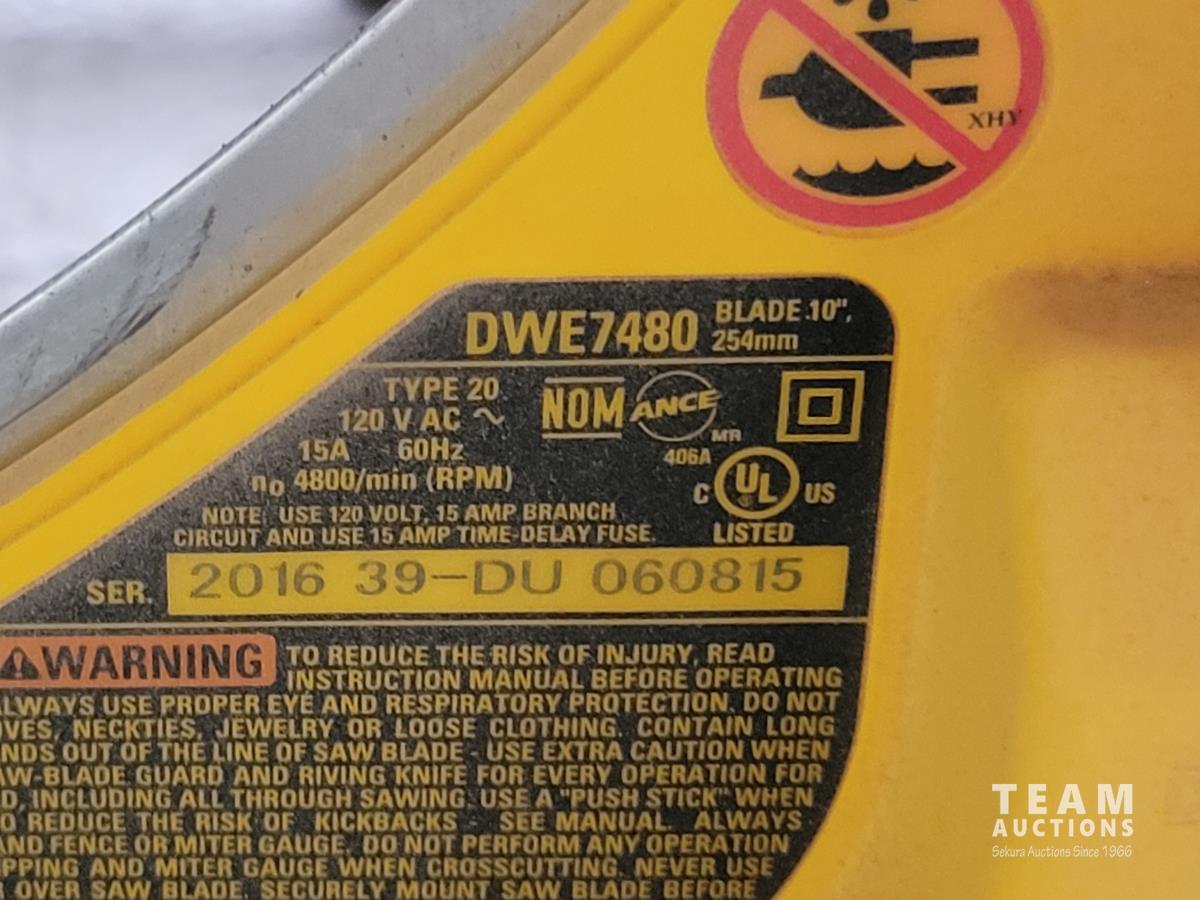 XHY
DWE7480 BLADE 10",
254mm
TYPE 20
120 V AC ~
15A 60Hz
n₀ 4800/min (RPM)
NOM ANCE
MR
406A
C UL US
LISTED
NOTE: USE 120 VOLT, 15 AMP BRANCH
CIRCUIT AND USE 15 AMP TIME-DELAY FUSE.
SER. 2016 39-DU 060815
WARNING TO REDUCE THE RISK OF INJURY, READ
INSTRUCTION MANUAL BEFORE OPERATING
ALWAYS USE PROPER EYE AND RESPIRATORY PROTECTION. DO NOT
NECKTIES, JEWELRY OR LOOSE CLOTHING. CONTAIN LONG
OUT OF THE LINE OF SAW BLADE - USE EXTRA CAUTION WHEN
GUARD AND RIVING KNIFE FOR EVERY OPERATION FOR
INCLUDING ALL THROUGH SAWING. USE A "PUSH STICK" WHEN
REDUCE THE RISK OF KICKBACKS SEE MANUAL. ALWAYS
FENCE OR MITER GAUGE. DO NOT PERFORM ANY OPERATION
AND MITER GAUGE WHEN CROSSCUTTING. NEVER USE
OVER SAW BLADE. SECURELY MOUNT SAW BLADE BEFORE
TEAM
AUCTIONS
Sekura Auctions Since 1966